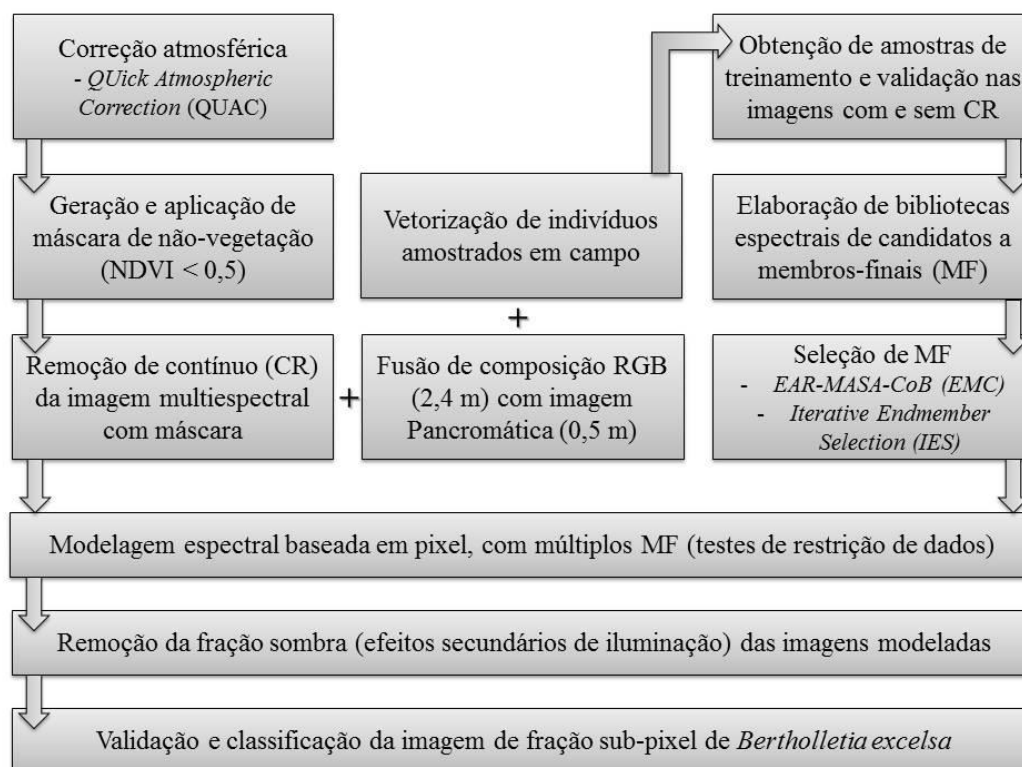 Correção atmosférica
- QUick Atmospheric
Correction (QUAC)
Geração e aplicação de
máscara de não-vegetação
(NDVI < 0,5)
Remoção de contínuo (CR)
da imagem multiespectral
com máscara
+
Fusão de composição RGB
(2,4 m) com imagem
Pancromática (0,5 m)
+
Vetorização de indivíduos
amostrados em campo
Obtenção de amostras de
treinamento e validação nas
imagens com e sem CR
Elaboração de bibliotecas
espectrais de candidatos a
membros-finais (MF)
Seleção de MF
- EAR-MASA-CoB (EMC)
- Iterative Endmember
Selection (IES)
Modelagem espectral baseada em pixel, com múltiplos MF (testes de restrição de dados)
Remoção da fração sombra (efeitos secundários de iluminação) das imagens modeladas
Validação e classificação da imagem de fração sub-pixel de Bertholletia excelsa